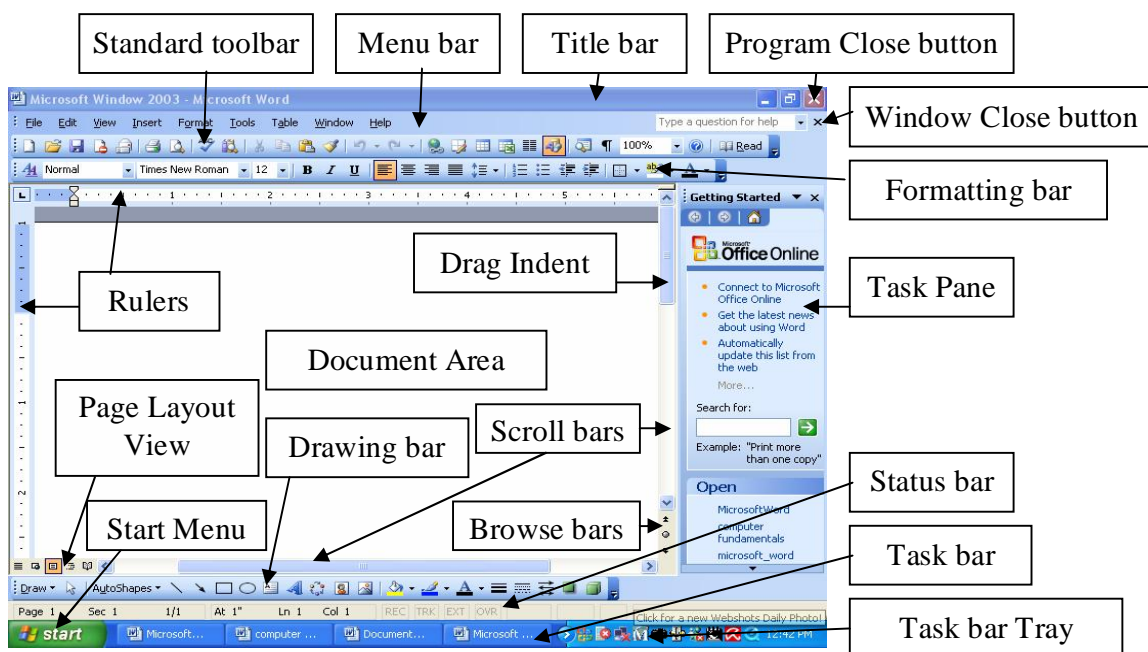 Standard toolbar
Menu bar
Title bar
Program Close button
Microsoft Window 2003 - Microsoft Word
File Edit View Insert Format Tools Table Window Help
Type a question for help
Window Close button
100%
Read
Normal
Times New Roman
12
B I U
Formatting bar
1 2 3 4 5
Getting Started
Microsoft
Office Online
Drag Indent
Connect to Microsoft
Office Online
Task Pane
Rulers
Get the latest news
about using Word
Automatically
update this list from
the web
Document Area
More...
Page Layout
View
Search for:
Drawing bar
Scroll bars
Example: "Print more
than one copy"
Status bar
Open
MicrosoftWord
Start Menu
Browse bars
computer
fundamentals
microsoft_word
Task bar
Draw
AutoShapes
Page 1 Sec 1 1/1 At 1" Ln 1 Col 1 REC TRK EXT OVR
Click for a new Webshots Daily Photo!
start
Microsoft...
computer ...
Document...
Microsoft ...
12:42 PM
Task bar Tray